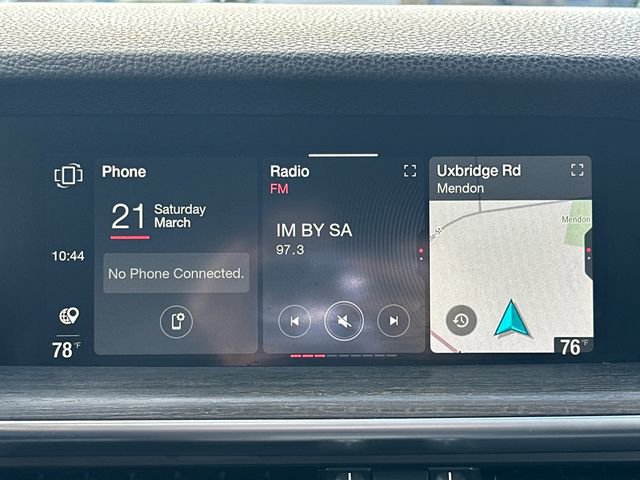 Phone
21
Saturday
March
10:44
No Phone Connected.
78°F
Radio
FM
IM BY SA
97.3
Uxbridge Rd
Mendon
Mendon
76°F